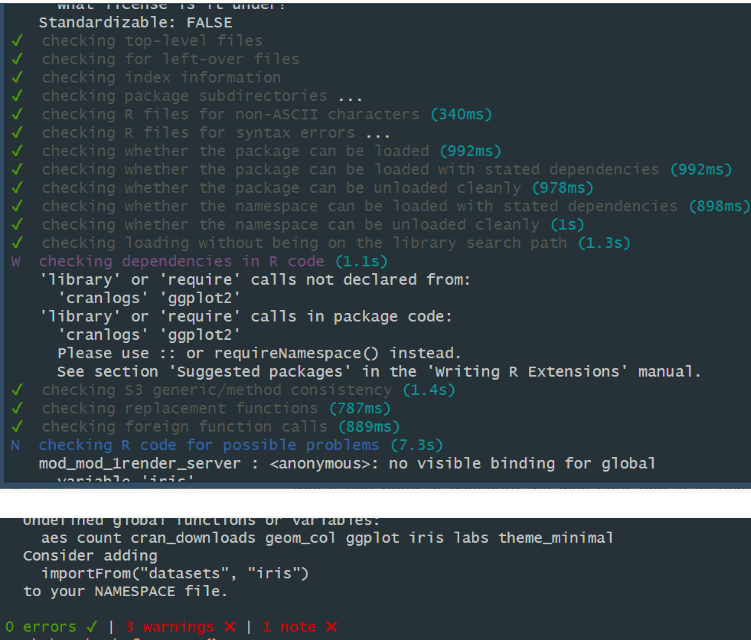 What license is it under?
Standardizable: FALSE
✓ checking top-level files
✓ checking for left-over files
✓ checking index information
✓ checking package subdirectories ...
✓ checking R files for non-ASCII characters (340ms)
✓ checking R files for syntax errors ...
✓ checking whether the package can be loaded (992ms)
✓ checking whether the package can be loaded with stated dependencies (992ms)
✓ checking whether the package can be unloaded cleanly (978ms)
✓ checking whether the namespace can be loaded with stated dependencies (898ms)
✓ checking whether the namespace can be unloaded cleanly (1s)
✓ checking loading without being on the library search path (1.3s)
W checking dependencies in R code (1.1s)
'library' or 'require' calls not declared from:
'cranlogs' 'ggplot2'
'library' or 'require' calls in package code:
'cranlogs' 'ggplot2'
Please use :: or requireNamespace() instead.
See section 'Suggested packages' in the 'Writing R Extensions' manual.
✓ checking S3 generic/method consistency (1.4s)
✓ checking replacement functions (787ms)
✓ checking foreign function calls (889ms)
N checking R code for possible problems (7.3s)
mod_mod_1render_server : <anonymous>: no visible binding for global
variable 'iris'
Undefined global functions or variables:
aes count cran_downloads geom_col ggplot iris labs theme_minimal
Consider adding
importFrom("datasets", "iris")
to your NAMESPACE file.
0 errors ✓ | 3 warnings ✕ | 1 note ✕